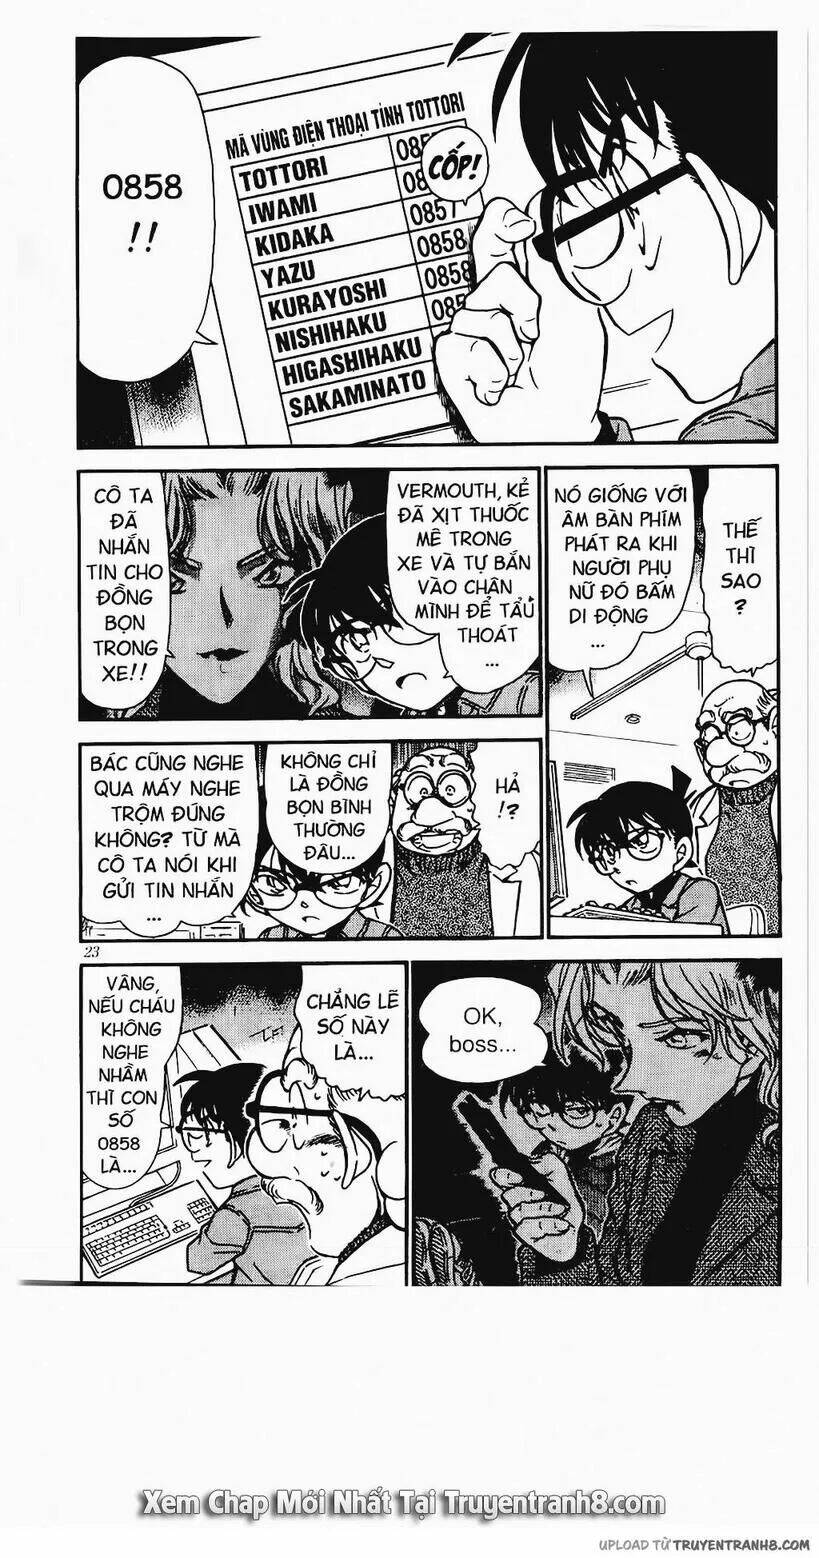 0858
!!
MÃ VÙNG ĐIỆN THOẠI TỈNH TOTTORI
TOTTORI
IWAMI
KIDAKA 0857
YAZU 0858
KURAYOSHI 0858
NISHIHAKU
HIGASHIHAKU
SAKAMINATO
CỐP!
THẾ
THÌ
SAO
?
NÓ GIỐNG VỚI
ÂM BÀN PHÍM
PHÁT RA KHI
NGƯỜI PHỤ
NỮ ĐÓ BẤM
DI ĐỘNG
...
VERMOUTH, KẺ
ĐÃ XỊT THUỐC
MÊ TRONG
XE VÀ TỰ BẮN
VÀO CHÂN
MÌNH ĐỂ TẨU
THOÁT
...
CÔ TA
ĐÃ
NHẮN
TIN CHO
ĐỒNG
BỌN
TRONG
XE!!
HẢ
!?
KHÔNG CHỈ
LÀ ĐỒNG
BỌN BÌNH
THƯỜNG
ĐÂU...
BÁC CŨNG NGHE
QUA MÁY NGHE
TRỘM ĐÚNG
KHÔNG? TỪ MÀ
CÔ TA NÓI KHI
GỬI TIN NHẮN
...
23
OK,
boss...
CHẲNG LẼ
SỐ NÀY
LÀ...
VÂNG,
NẾU CHÁU
KHÔNG
NGHE
NHẦM
THÌ CON
SỐ
0858
LÀ...
Xem Chap Mới Nhất Tại Truyentranh8.com
UPLOAD TỪ TRUYENTRANH8.COM